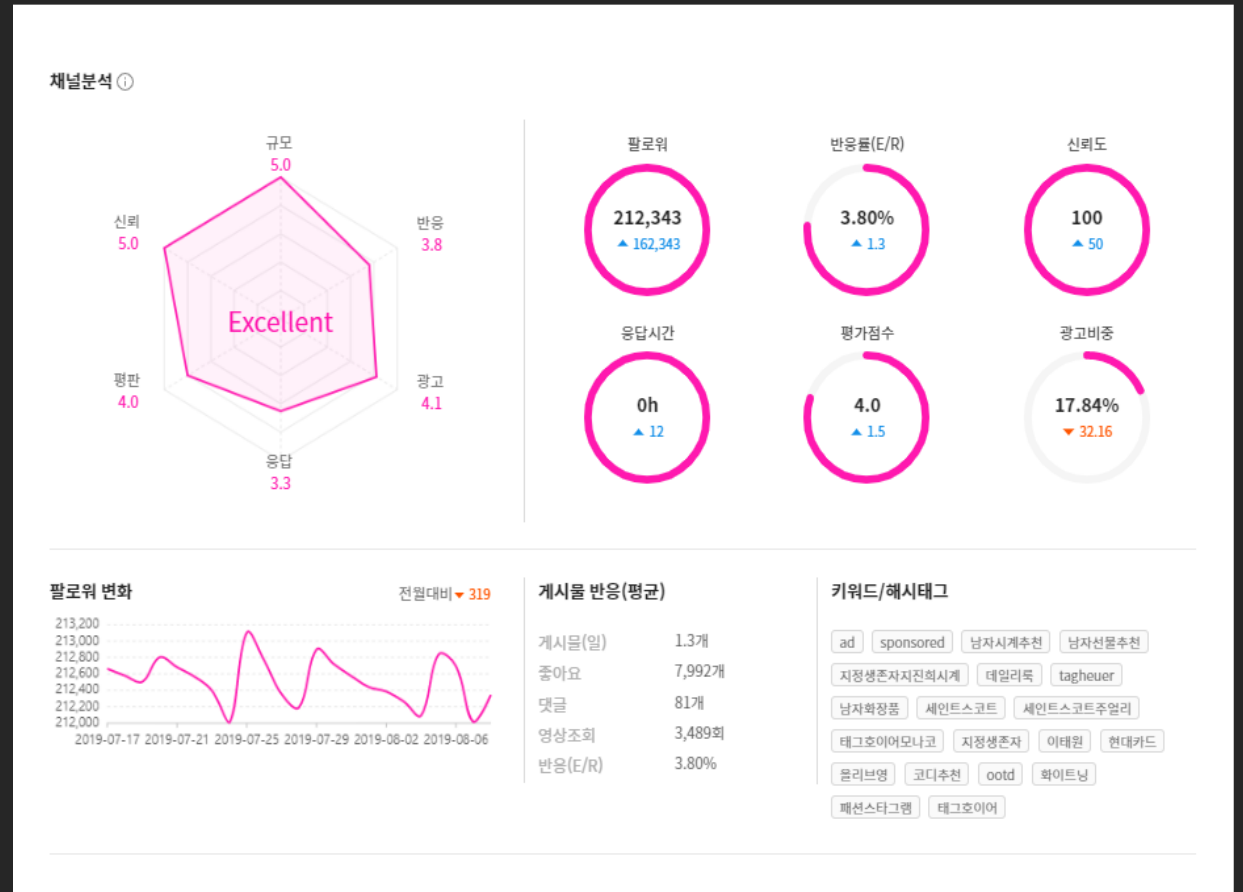 채널분석
규모
5.0
신뢰
5.0
반응
3.8
Excellent
평판
4.0
광고
4.1
응답
3.3
팔로워
212,343
▲ 162,343
반응률(E/R)
3.80%
▲ 1.3
신뢰도
100
▲ 50
응답시간
0h
▲ 12
평가점수
4.0
▲ 1.5
광고비중
17.84%
▼ 32.16
팔로워 변화
전월대비 ▼ 319
213,200
213,000
212,800
212,600
212,400
212,200
212,000
2019-07-17 2019-07-21 2019-07-25 2019-07-29 2019-08-02 2019-08-06
게시물 반응(평균)
게시물(일) 1.3개
좋아요 7,992개
댓글 81개
영상조회 3,489회
반응(E/R) 3.80%
키워드/해시태그
ad sponsored 남자시계추천 남자선물추천
지정생존자지진희시계 데일리룩 tagheuer
남자화장품 세인트스코트 세인트스코트주얼리
태그호이어모나코 지정생존자 이태원 현대카드
올리브영 코디추천 ootd 화이트닝
패션스타그램 태그호이어